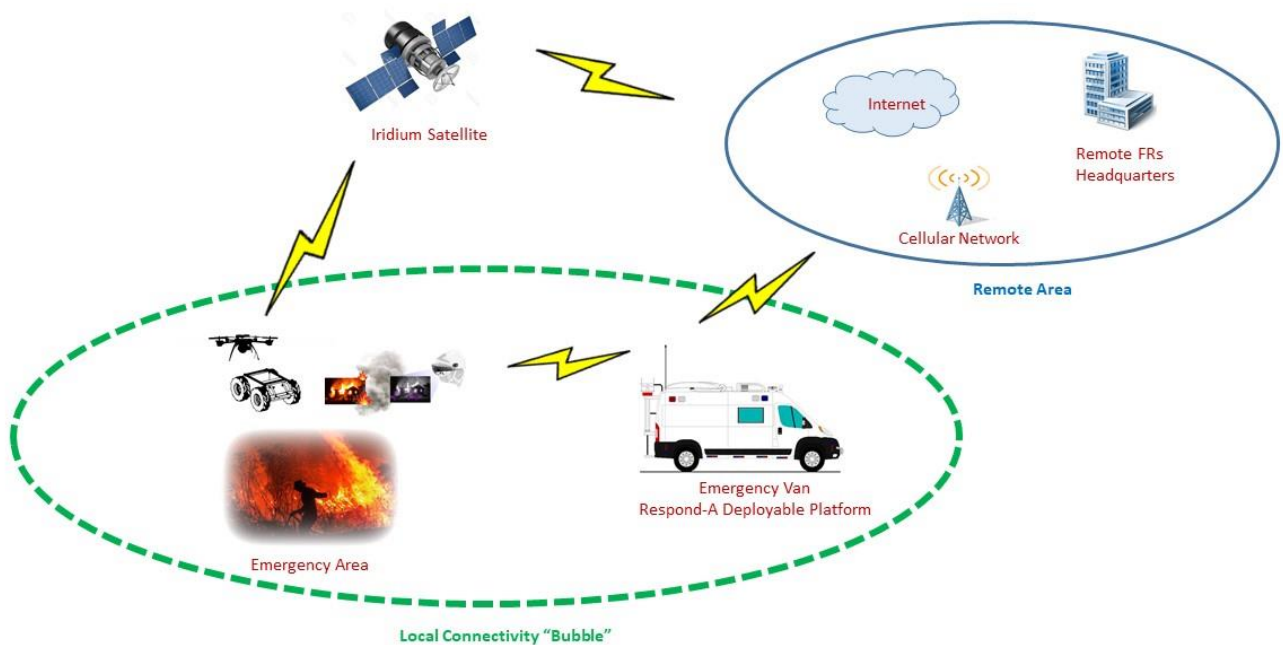 Iridium Satellite
Internet
Remote FRs
Headquarters
Cellular Network
Remote Area
Emergency Van
Respond-A Deployable Platform
Emergency Area
Local Connectivity “Bubble”